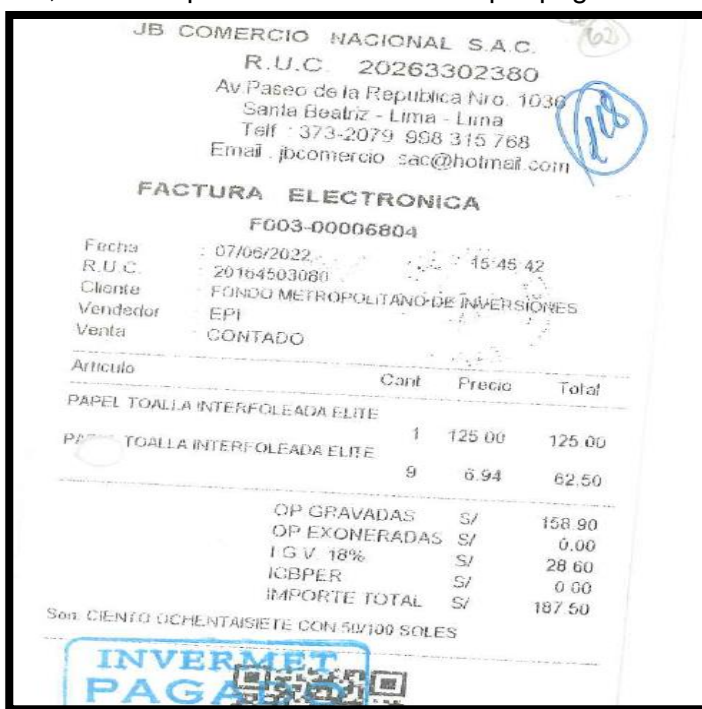 JB COMERCIO NACIONAL S.A.C.
R.U.C. 20263302380
Av Paseo de la Republica Nro. 1036
Santa Beatriz - Lima - Lima
Telf : 373-2079 998 315 768
Email : jbcomercio_sac@hotmail.com
FACTURA ELECTRONICA
F003-00006804
Fecha : 07/06/2022 15:45:42
R.U.C. : 20164503080
Cliente : FONDO METROPOLITANO DE INVERSIONES
Vendedor : EPI
Venta : CONTADO
Articulo Cant Precio Total
PAPEL TOALLA INTERFOLEADA ELITE
1 125.00 125.00
TOALLA INTERFOLEADA ELITE
9 6.94 62.50
OP GRAVADAS S/ 158.90
OP EXONERADAS S/ 0.00
I.G.V. 18% S/ 28.60
ICBPER S/ 0.00
IMPORTE TOTAL S/ 187.50
Son: CIENTO OCHENTAISIETE CON 50/100 SOLES
INVERMET
PAGADO